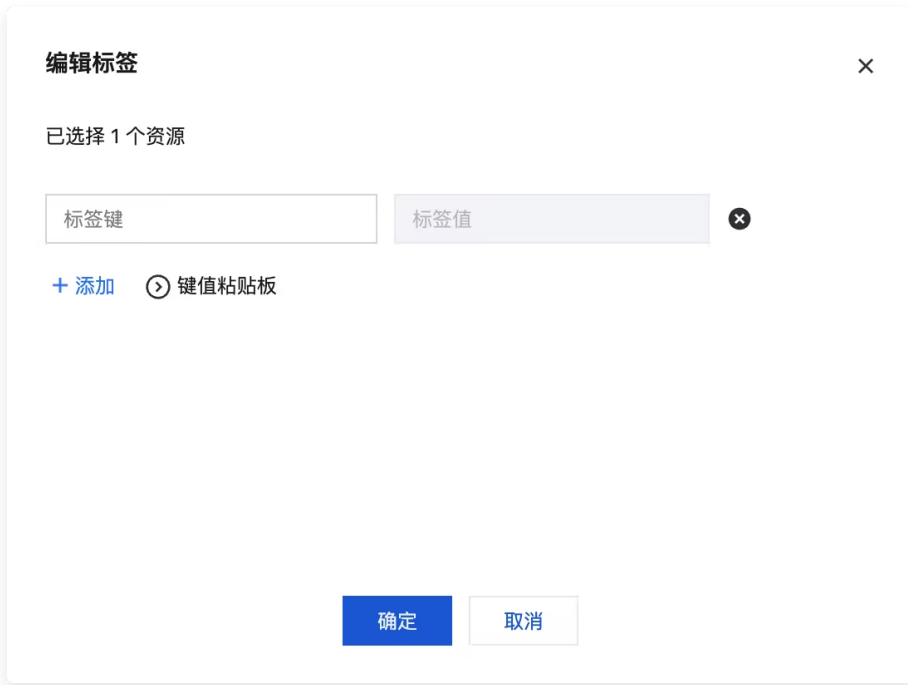 编辑标签
已选择 1 个资源
标签键 标签值
添加 键值粘贴板
确定 取消